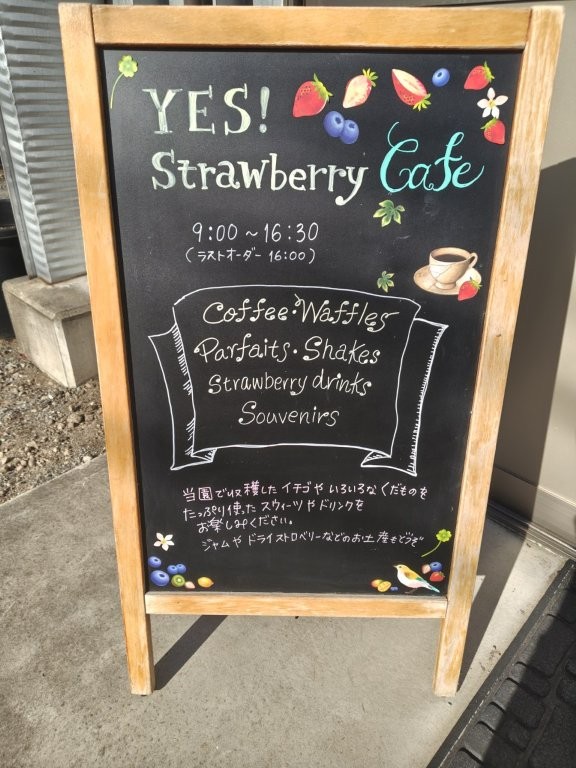 YES!
Strawberry Cafe
9:00～16:30
（ラストオーダー 16:00）
Coffee・Waffles
Parfaits・Shakes
Strawberry drinks
Souvenirs
当園で収穫した イチゴや いろいろな くだものを
たっぷり使った スウィーツや ドリンクを
お楽しみください。
ジャムや ドライストロベリーなどの お土産もどうぞ